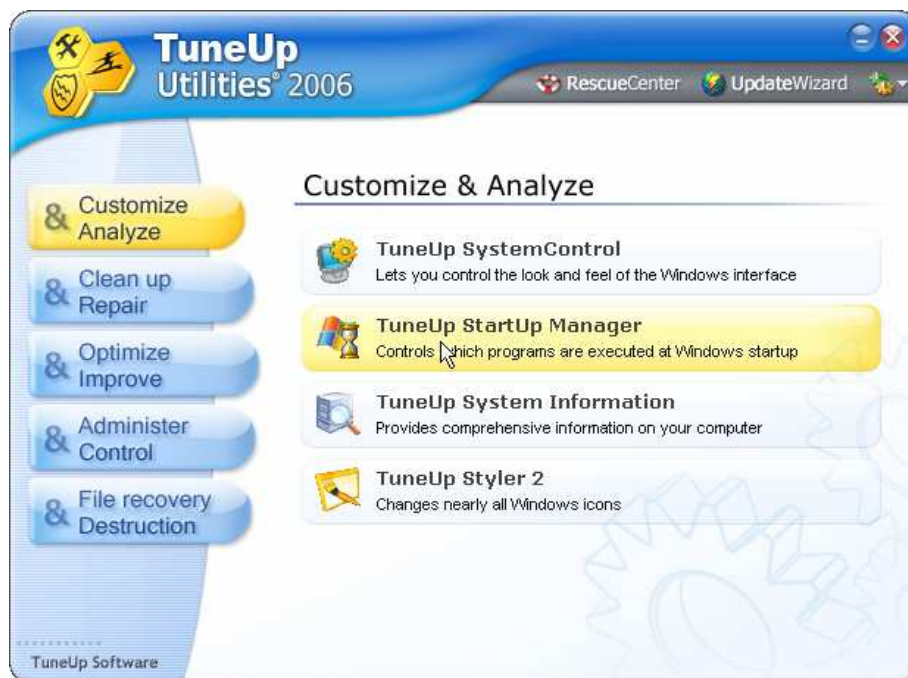 TuneUp
Utilities® 2006
RescueCenter
UpdateWizard
& Customize
Analyze
& Clean up
Repair
& Optimize
Improve
& Administer
Control
& File recovery
Destruction
Customize & Analyze
TuneUp SystemControl
Lets you control the look and feel of the Windows interface
TuneUp StartUp Manager
Controls which programs are executed at Windows startup
TuneUp System Information
Provides comprehensive information on your computer
TuneUp Styler 2
Changes nearly all Windows icons
TuneUp Software